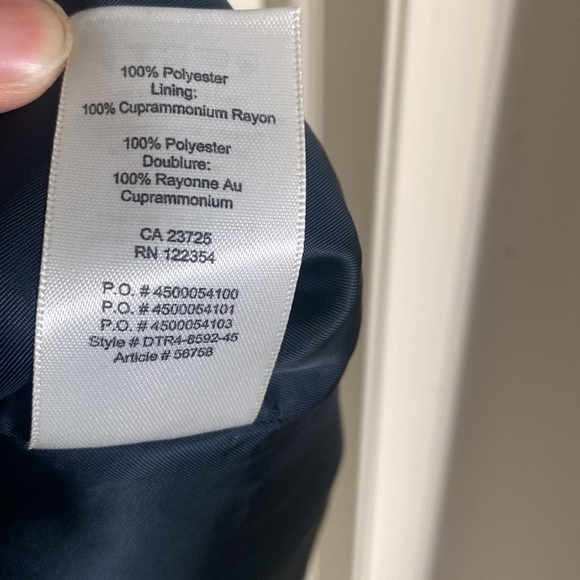 100% Polyester
Lining:
100% Cuprammonium Rayon
100% Polyester
Doublure:
100% Rayonne Au
Cuprammonium
CA 23725
RN 122354
P.O. # 4500054100
P.O. # 4500054101
P.O. # 4500054103
Style # DTR4-8592-45
Article # 56758